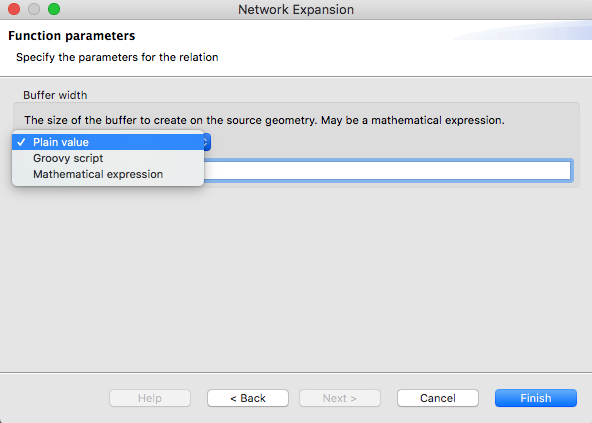 Network Expansion
Function parameters
Specify the parameters for the relation
Buffer width
The size of the buffer to create on the source geometry. May be a mathematical expression.
✓ Plain value
Groovy script
Mathematical expression
Help
< Back
Next >
Cancel
Finish